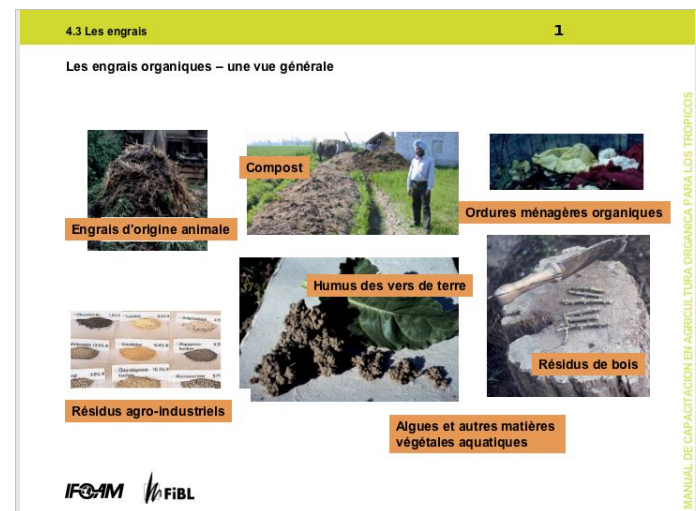 4.3 Les engrais
1
Les engrais organiques – une vue générale
Compost
Engrais d'origine animale
Ordures ménagères organiques
Humus des vers de terre
Résidus de bois
Résidus agro-industriels
Algues et autres matières
végétales aquatiques
IFOAM
FiBL
MANUAL DE CAPACITACION EN AGRICULTURA ORGANICA PARA LOS TROPICOS